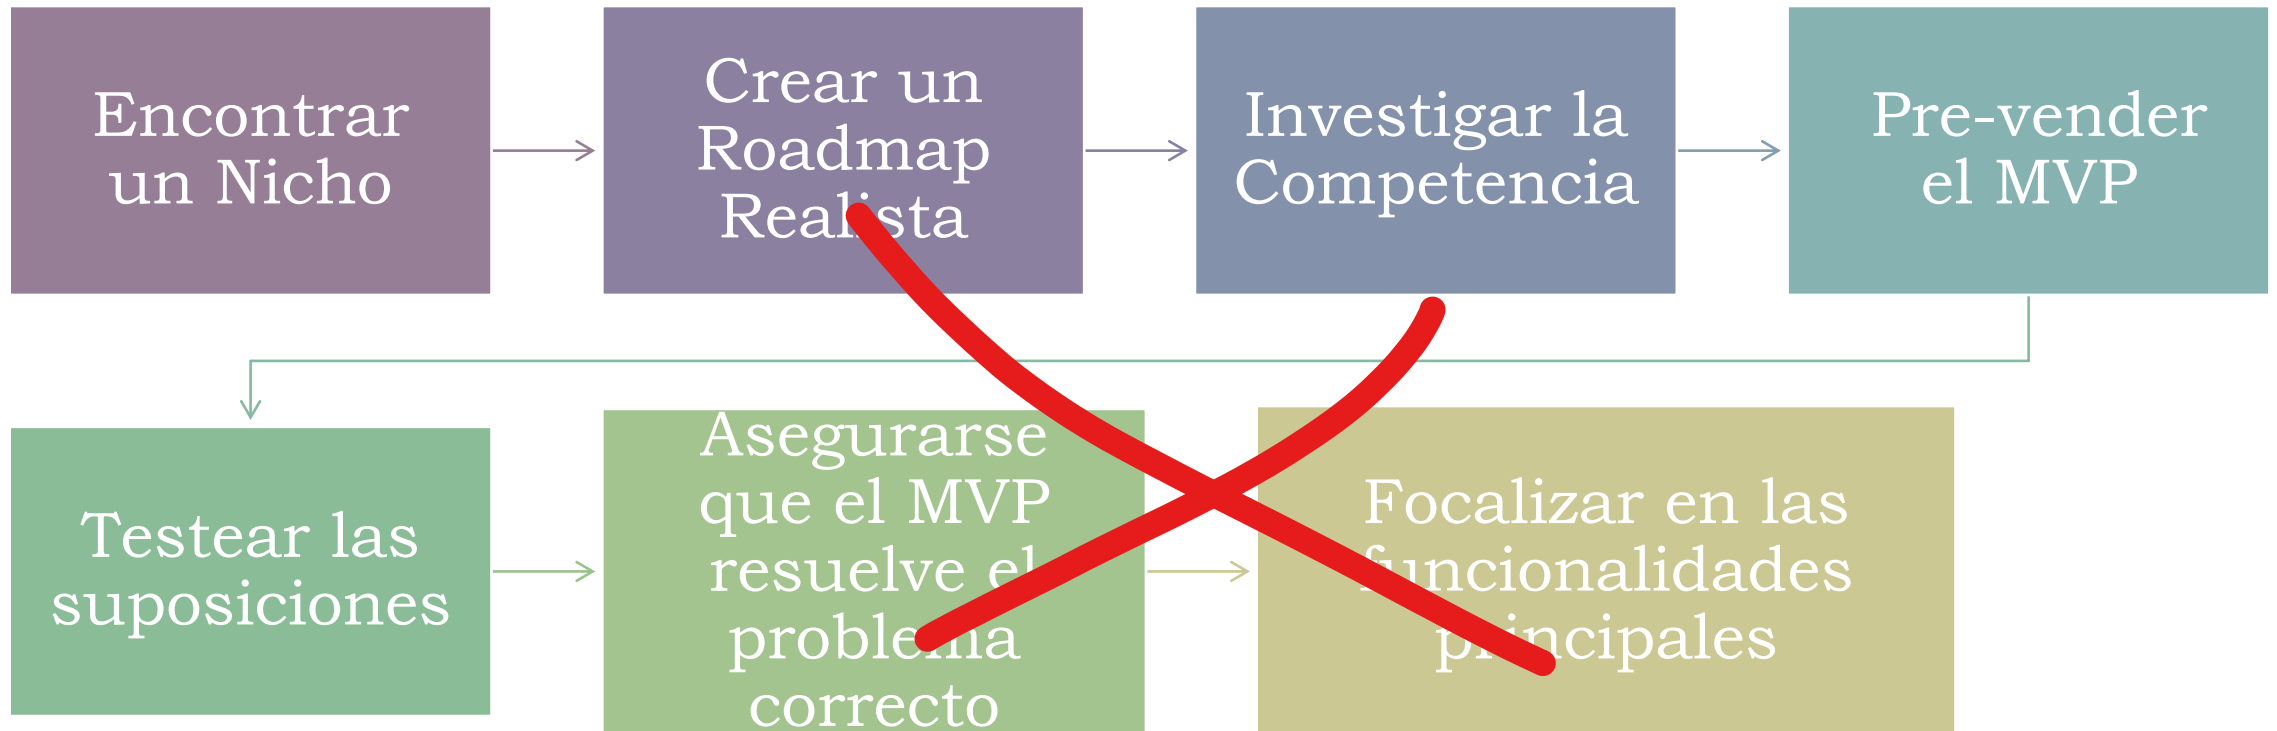 Encontrar
un Nicho
Crear un
Roadmap
Realista
Investigar la
Competencia
Pre-vender
el MVP
Testear las
suposiciones
Asegurarse
que el MVP
resuelve el
problema
correcto
Focalizar en las
funcionalidades
principales